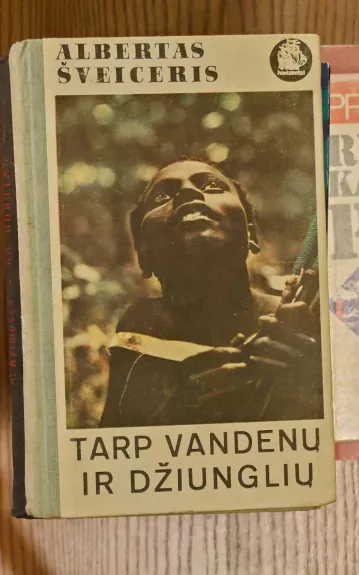 ALBERTAS
ŠVEICERIS
TARP VANDENŲ
IR DŽIUNGLIŲ